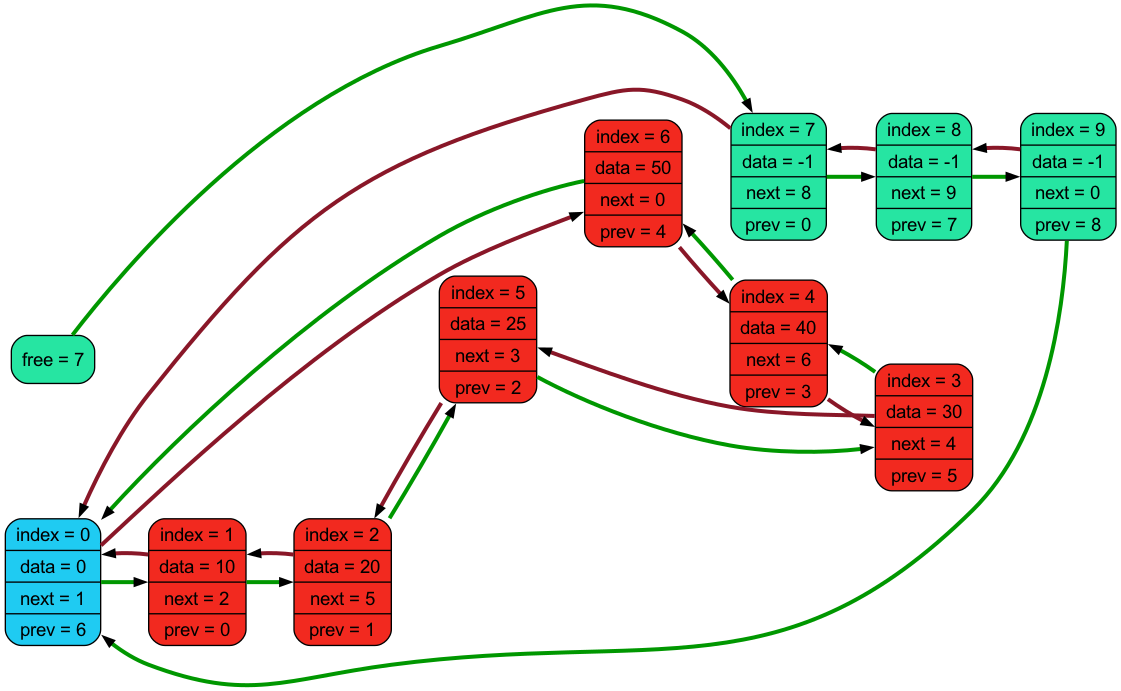 index = 6
data = 50
next = 0
prev = 4
index = 7
data = -1
next = 8
prev = 0
index = 8
data = -1
next = 9
prev = 7
index = 9
data = -1
next = 0
prev = 8
free = 7
index = 5
data = 25
next = 3
prev = 2
index = 4
data = 40
next = 6
prev = 3
index = 3
data = 30
next = 4
prev = 5
index = 0
data = 0
next = 1
prev = 6
index = 1
data = 10
next = 2
prev = 0
index = 2
data = 20
next = 5
prev = 1